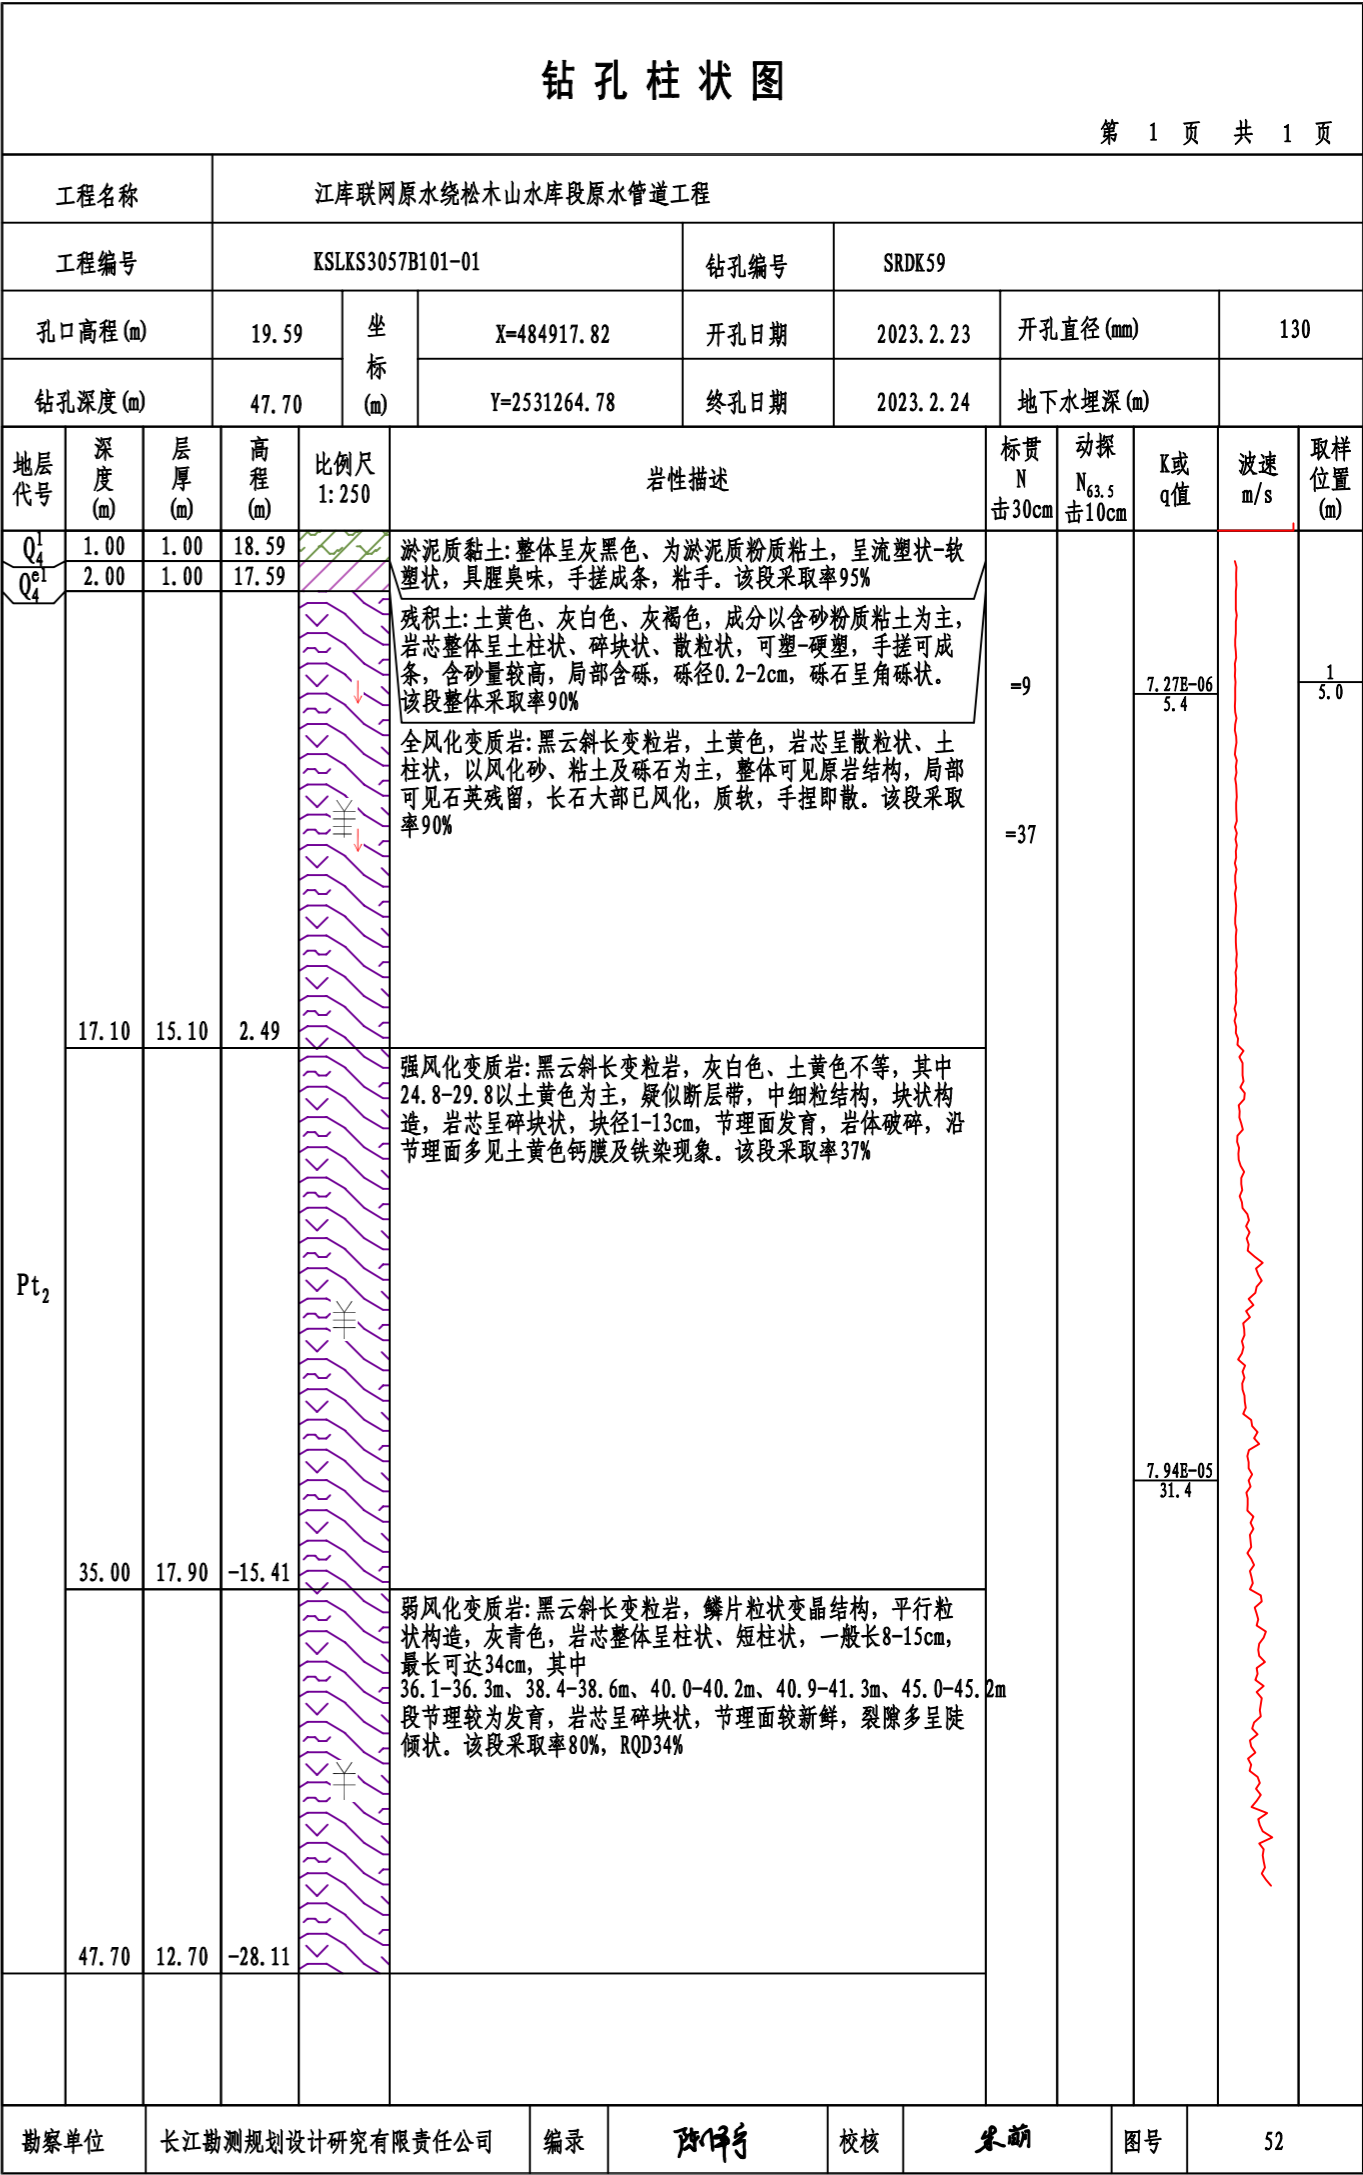 钻孔柱状图
第 1 页 共 1 页
工程名称 江库联网原水绕松木山水库段原水管道工程
工程编号 KSLKS3057B101-01 钻孔编号 SRDK59
孔口高程(m) 19.59 坐标(m) X=484917.82 开孔日期 2023.2.23 开孔直径(mm) 130
钻孔深度(m) 47.70 Y=2531264.78 终孔日期 2023.2.24 地下水埋深(m)
地层代号 深度(m) 层厚(m) 高程(m) 比例尺1:250 岩性描述 标贯N击30cm 动探N63.5击10cm K或q值 波速m/s 取样位置(m)
Q4l 1.00 1.00 18.59
淤泥质黏土:整体呈灰黑色、为淤泥质粉质粘土,呈流塑状-软
塑状,具腥臭味,手搓成条,粘手。该段采取率95%
Q4el 2.00 1.00 17.59
残积土:土黄色、灰白色、灰褐色,成分以含砂粉质粘土为主,
岩芯整体呈土柱状、碎块状、散粒状,可塑-硬塑,手搓可成
条,含砂量较高,局部含砾,砾径0.2-2cm,砾石呈角砾状。
该段整体采取率90%
=9
7.27E-06
5.4
1
5.0
全风化变质岩:黑云斜长变粒岩,土黄色,岩芯呈散粒状、土
柱状,以风化砂、粘土及砾石为主,整体可见原岩结构,局部
可见石英残留,长石大部已风化,质软,手捏即散。该段采取
率90%
=37
17.10 15.10 2.49
强风化变质岩:黑云斜长变粒岩,灰白色、土黄色不等,其中
24.8-29.8以土黄色为主,疑似断层带,中细粒结构,块状构
造,岩芯呈碎块状,块径1-13cm,节理面发育,岩体破碎,沿
节理面多见土黄色钙膜及铁染现象。该段采取率37%
Pt2
7.94E-05
31.4
35.00 17.90 -15.41
弱风化变质岩:黑云斜长变粒岩,鳞片粒状变晶结构,平行粒
状构造,灰青色,岩芯整体呈柱状、短柱状,一般长8-15cm,
最长可达34cm,其中
36.1-36.3m、38.4-38.6m、40.0-40.2m、40.9-41.3m、45.0-45.2m
段节理较为发育,岩芯呈碎块状,节理面较新鲜,裂隙多呈陡
倾状。该段采取率80%,RQD34%
47.70 12.70 -28.11
勘察单位 长江勘测规划设计研究有限责任公司 编录 校核 朱萌 图号 52